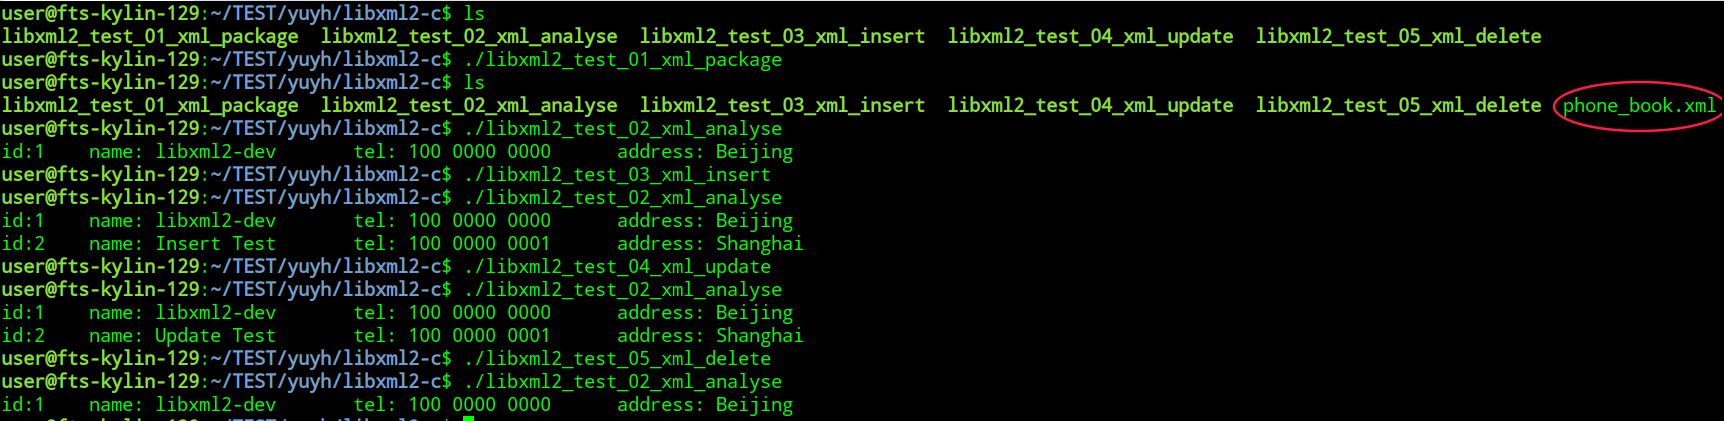 user@fts-kylin-129:~/TEST/yuyh/libxml2-c$ ls
libxml2_test_01_xml_package  libxml2_test_02_xml_analyse  libxml2_test_03_xml_insert  libxml2_test_04_xml_update  libxml2_test_05_xml_delete
user@fts-kylin-129:~/TEST/yuyh/libxml2-c$ ./libxml2_test_01_xml_package
user@fts-kylin-129:~/TEST/yuyh/libxml2-c$ ls
libxml2_test_01_xml_package  libxml2_test_02_xml_analyse  libxml2_test_03_xml_insert  libxml2_test_04_xml_update  libxml2_test_05_xml_delete  phone_book.xml
user@fts-kylin-129:~/TEST/yuyh/libxml2-c$ ./libxml2_test_02_xml_analyse
id:1    name: libxml2-dev       tel: 100 0000 0000      address: Beijing
user@fts-kylin-129:~/TEST/yuyh/libxml2-c$ ./libxml2_test_03_xml_insert
user@fts-kylin-129:~/TEST/yuyh/libxml2-c$ ./libxml2_test_02_xml_analyse
id:1    name: libxml2-dev       tel: 100 0000 0000      address: Beijing
id:2    name: Insert Test       tel: 100 0000 0001      address: Shanghai
user@fts-kylin-129:~/TEST/yuyh/libxml2-c$ ./libxml2_test_04_xml_update
user@fts-kylin-129:~/TEST/yuyh/libxml2-c$ ./libxml2_test_02_xml_analyse
id:1    name: libxml2-dev       tel: 100 0000 0000      address: Beijing
id:2    name: Update Test       tel: 100 0000 0001      address: Shanghai
user@fts-kylin-129:~/TEST/yuyh/libxml2-c$ ./libxml2_test_05_xml_delete
user@fts-kylin-129:~/TEST/yuyh/libxml2-c$ ./libxml2_test_02_xml_analyse
id:1    name: libxml2-dev       tel: 100 0000 0000      address: Beijing